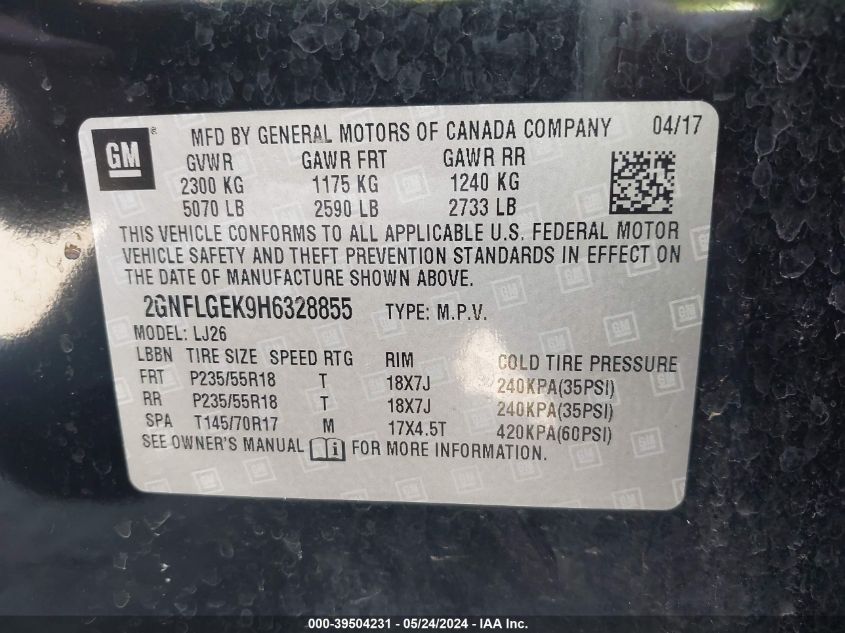 GM ® MFD BY GENERAL MOTORS OF CANADA COMPANY 04/17
GVWR GAWR FRT GAWR RR
2300 KG 1175 KG 1240 KG
5070 LB 2590 LB 2733 LB
THIS VEHICLE CONFORMS TO ALL APPLICABLE U.S. FEDERAL MOTOR
VEHICLE SAFETY AND THEFT PREVENTION STANDARDS IN EFFECT ON
THE DATE OF MANUFACTURE SHOWN ABOVE.
2GNFLGEK9H6328855 TYPE: M.P.V.
MODEL: LJ26
LBBN TIRE SIZE SPEED RTG RIM COLD TIRE PRESSURE
FRT P235/55R18 T 18X7J 240KPA(35PSI)
RR P235/55R18 T 18X7J 240KPA(35PSI)
SPA T145/70R17 M 17X4.5T 420KPA(60PSI)
SEE OWNER'S MANUAL FOR MORE INFORMATION.
000-39504231 - 05/24/2024 - IAA Inc.